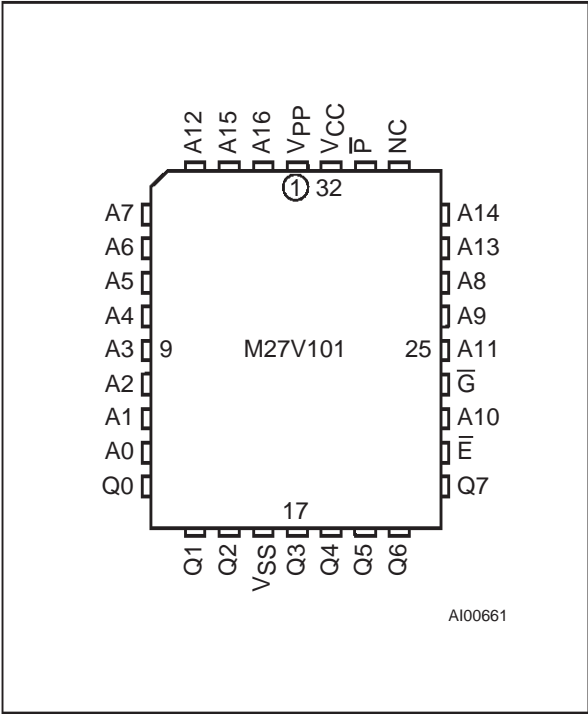 A12 A15 A16 VPP VCC P̅ NC
1 32
A7 A14
A6 A13
A5 A8
A4 A9
A3 9 M27V101 25 A11
A2 G̅
A1 A10
A0 E̅
Q0 Q7
17
Q1 Q2 VSS Q3 Q4 Q5 Q6
AI00661